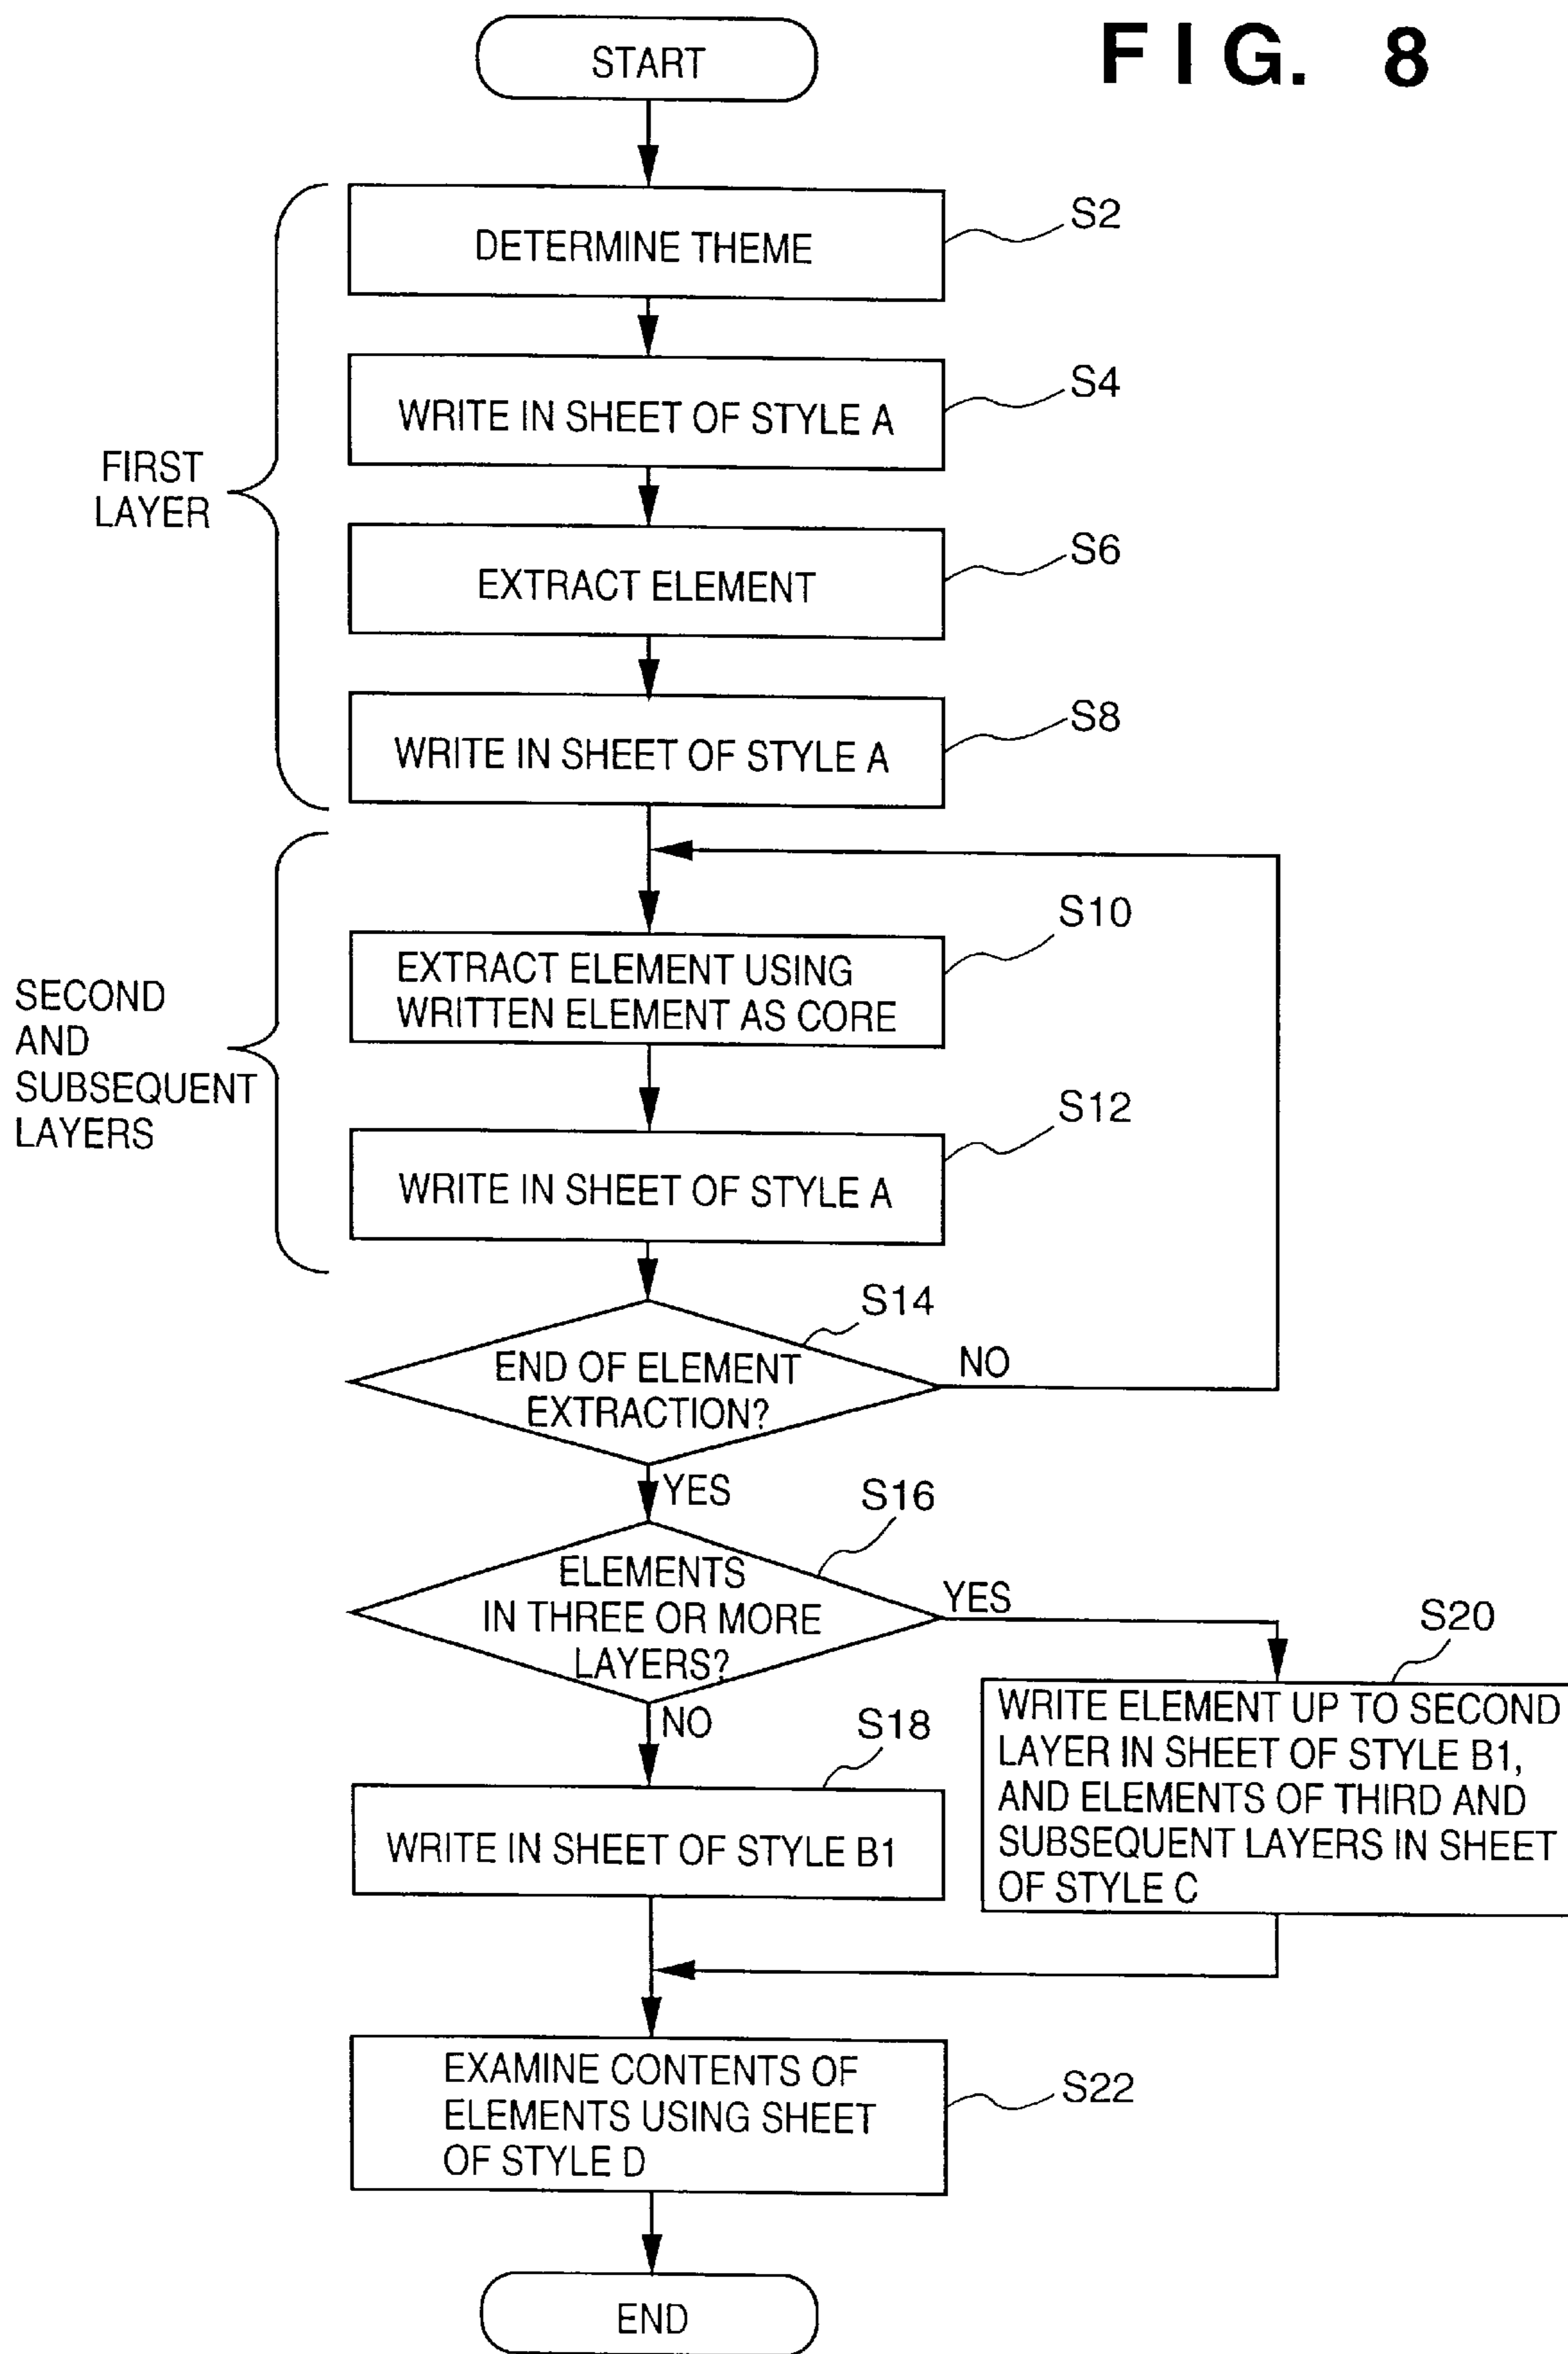 FIG. 8
START
DETERMINE THEME
S2
WRITE IN SHEET OF STYLE A
S4
FIRST
LAYER
EXTRACT ELEMENT
S6
WRITE IN SHEET OF STYLE A
S8
SECOND
AND
SUBSEQUENT
LAYERS
EXTRACT ELEMENT USING
WRITTEN ELEMENT AS CORE
S10
WRITE IN SHEET OF STYLE A
S12
END OF ELEMENT
EXTRACTION?
S14
NO
YES
ELEMENTS
IN THREE OR MORE
LAYERS?
S16
YES
NO
WRITE IN SHEET OF STYLE B1
S18
WRITE ELEMENT UP TO SECOND
LAYER IN SHEET OF STYLE B1,
AND ELEMENTS OF THIRD AND
SUBSEQUENT LAYERS IN SHEET
OF STYLE C
S20
EXAMINE CONTENTS OF
ELEMENTS USING SHEET
OF STYLE D
S22
END